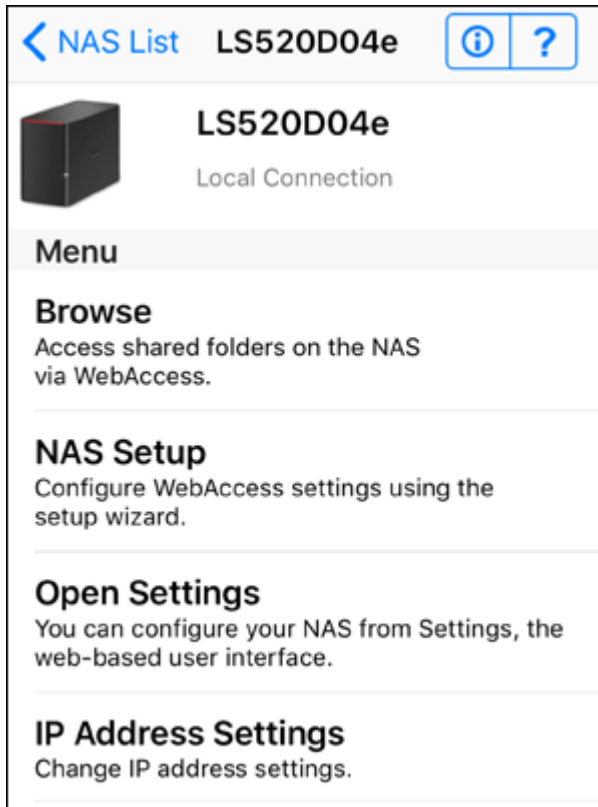 NAS List LS520D04e ?
LS520D04e
Local Connection
Menu
Browse
Access shared folders on the NAS
via WebAccess.
NAS Setup
Configure WebAccess settings using the
setup wizard.
Open Settings
You can configure your NAS from Settings, the
web-based user interface.
IP Address Settings
Change IP address settings.